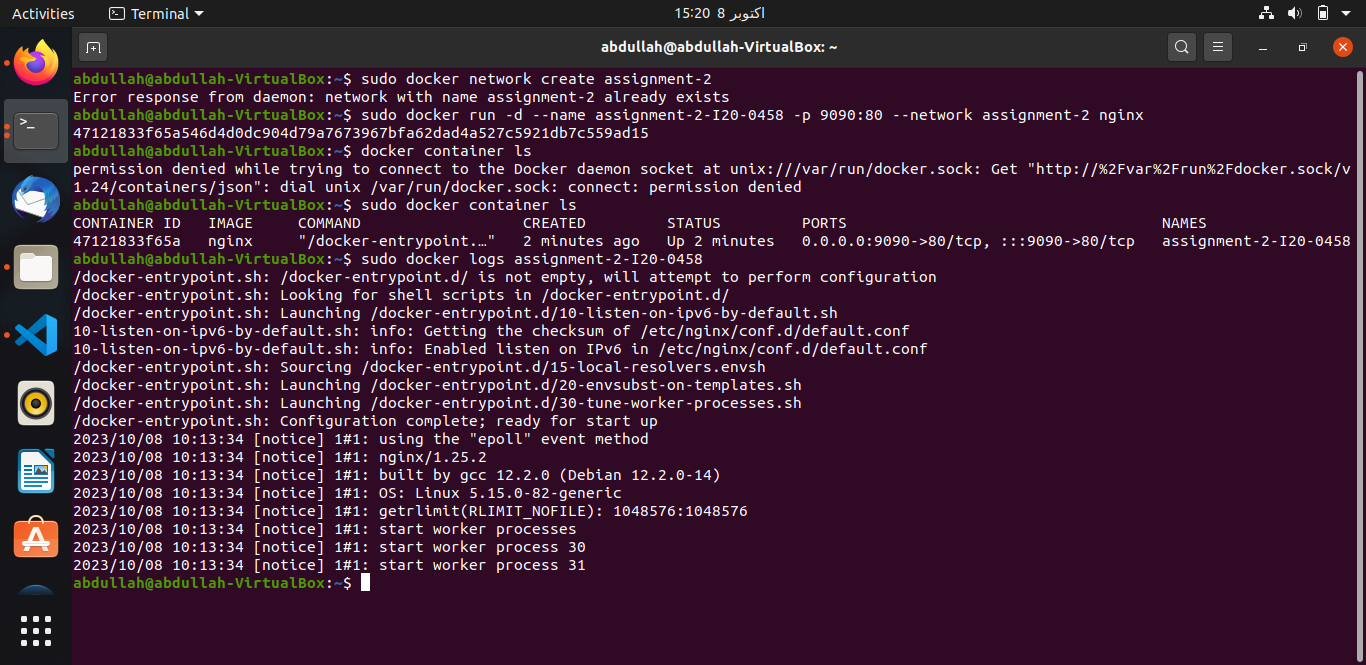 Activities
Terminal
15:20 اکتوبر 8
abdullah@abdullah-VirtualBox: ~
abdullah@abdullah-VirtualBox:~$ sudo docker network create assignment-2
Error response from daemon: network with name assignment-2 already exists
abdullah@abdullah-VirtualBox:~$ sudo docker run -d --name assignment-2-I20-0458 -p 9090:80 --network assignment-2 nginx
47121833f65a546d4d0dc904d79a7673967bfa62dad4a527c5921db7c559ad15
abdullah@abdullah-VirtualBox:~$ docker container ls
permission denied while trying to connect to the Docker daemon socket at unix:///var/run/docker.sock: Get "http://%2Fvar%2Frun%2Fdocker.sock/v
1.24/containers/json": dial unix /var/run/docker.sock: connect: permission denied
abdullah@abdullah-VirtualBox:~$ sudo docker container ls
CONTAINER ID   IMAGE     COMMAND                  CREATED         STATUS         PORTS                                   NAMES
47121833f65a   nginx     "/docker-entrypoint.…"   2 minutes ago   Up 2 minutes   0.0.0.0:9090->80/tcp, :::9090->80/tcp   assignment-2-I20-0458
abdullah@abdullah-VirtualBox:~$ sudo docker logs assignment-2-I20-0458
/docker-entrypoint.sh: /docker-entrypoint.d/ is not empty, will attempt to perform configuration
/docker-entrypoint.sh: Looking for shell scripts in /docker-entrypoint.d/
/docker-entrypoint.sh: Launching /docker-entrypoint.d/10-listen-on-ipv6-by-default.sh
10-listen-on-ipv6-by-default.sh: info: Getting the checksum of /etc/nginx/conf.d/default.conf
10-listen-on-ipv6-by-default.sh: info: Enabled listen on IPv6 in /etc/nginx/conf.d/default.conf
/docker-entrypoint.sh: Sourcing /docker-entrypoint.d/15-local-resolvers.envsh
/docker-entrypoint.sh: Launching /docker-entrypoint.d/20-envsubst-on-templates.sh
/docker-entrypoint.sh: Launching /docker-entrypoint.d/30-tune-worker-processes.sh
/docker-entrypoint.sh: Configuration complete; ready for start up
2023/10/08 10:13:34 [notice] 1#1: using the "epoll" event method
2023/10/08 10:13:34 [notice] 1#1: nginx/1.25.2
2023/10/08 10:13:34 [notice] 1#1: built by gcc 12.2.0 (Debian 12.2.0-14)
2023/10/08 10:13:34 [notice] 1#1: OS: Linux 5.15.0-82-generic
2023/10/08 10:13:34 [notice] 1#1: getrlimit(RLIMIT_NOFILE): 1048576:1048576
2023/10/08 10:13:34 [notice] 1#1: start worker processes
2023/10/08 10:13:34 [notice] 1#1: start worker process 30
2023/10/08 10:13:34 [notice] 1#1: start worker process 31
abdullah@abdullah-VirtualBox:~$